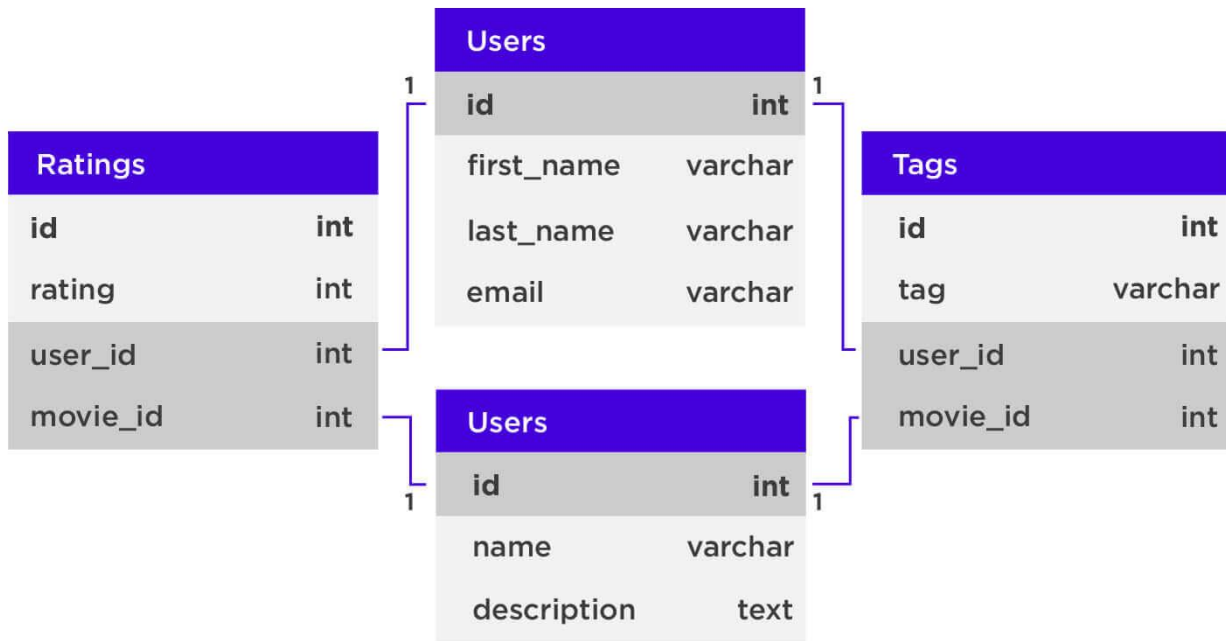 Users
1 id int 1
first_name varchar
last_name varchar
email varchar
Ratings
id int
rating int
user_id int
movie_id int
Tags
id int
tag varchar
user_id int
movie_id int
Users
1 id int 1
name varchar
description text